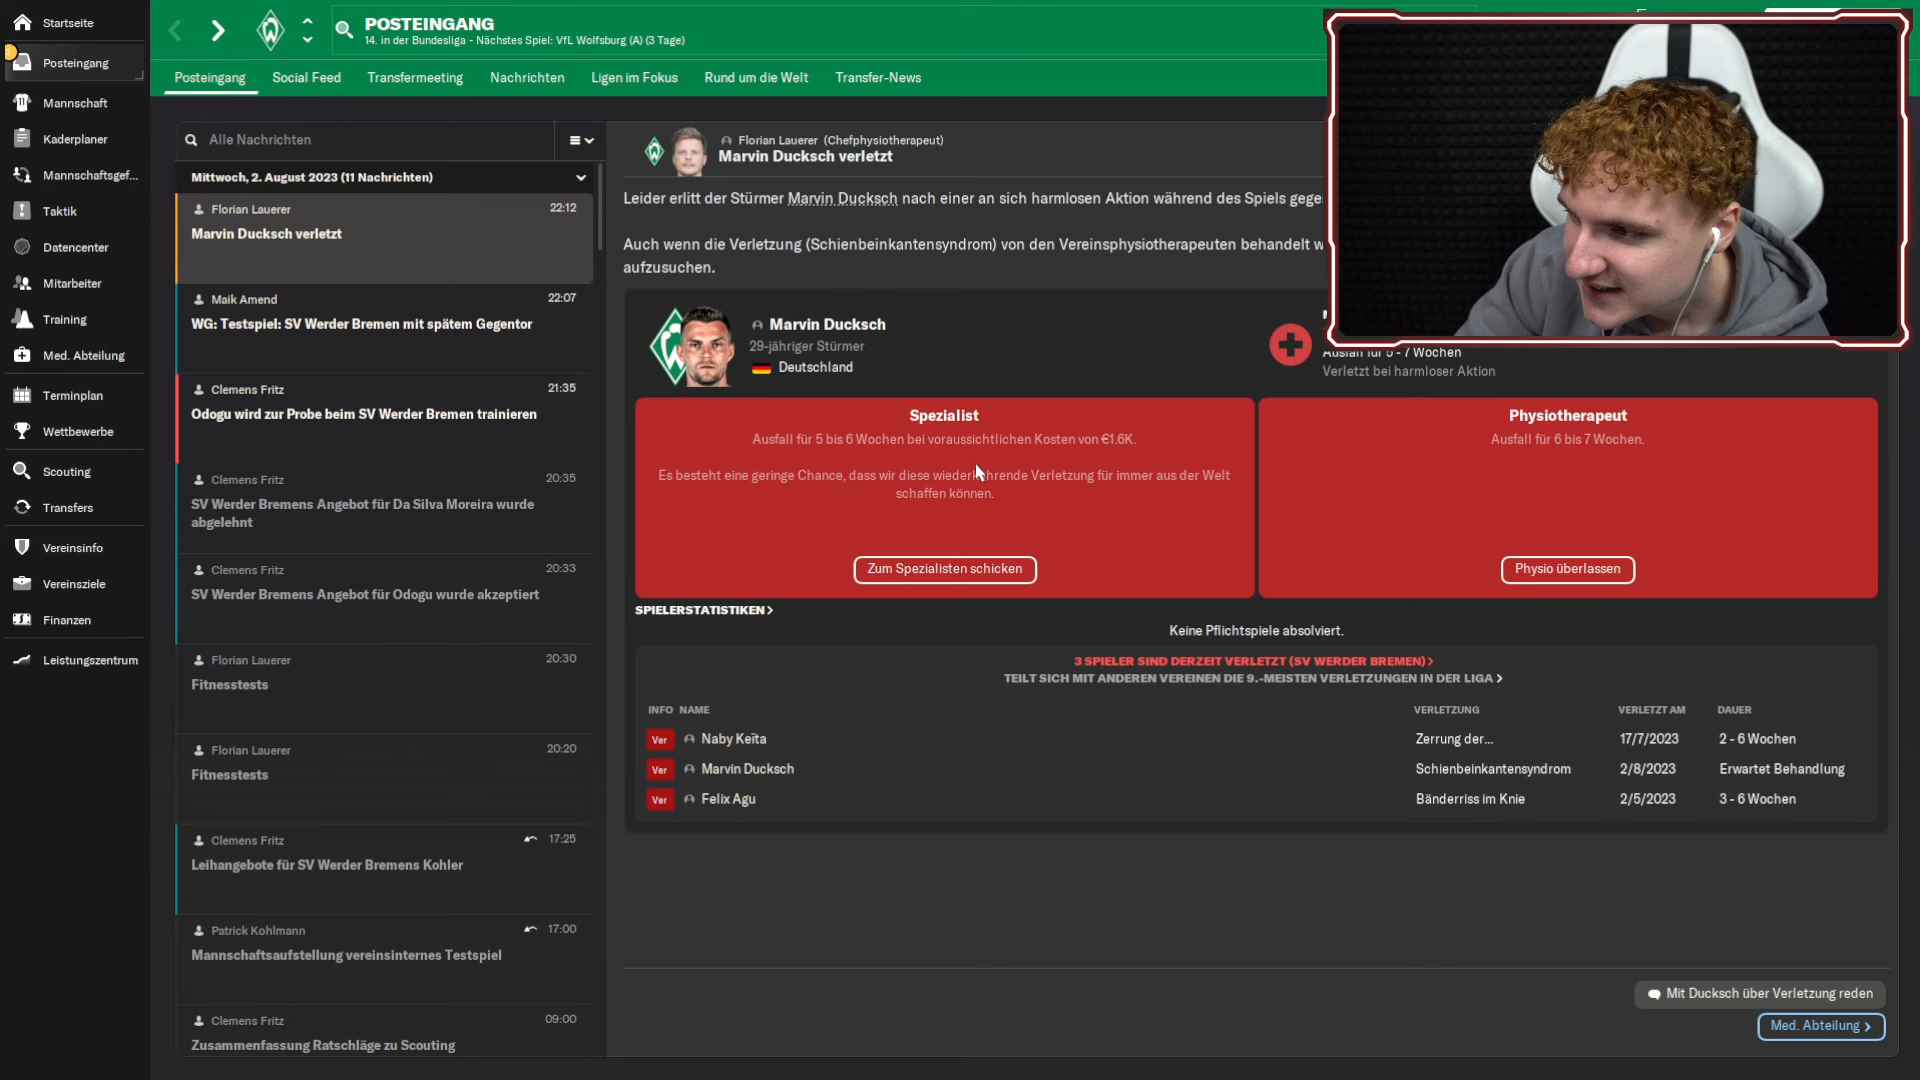 Startseite
Posteingang
Mannschaft
Kaderplaner
Mannschaftsgef...
Taktik
Datencenter
Mitarbeiter
Training
Med. Abteilung
Terminplan
Wettbewerbe
Scouting
Transfers
Vereinsinfo
Vereinsziele
Finanzen
Leistungszentrum
POSTEINGANG
14. in der Bundesliga - Nächstes Spiel: VfL Wolfsburg (A) (3 Tage)
Posteingang Social Feed Transfermeeting Nachrichten Ligen im Fokus Rund um die Welt Transfer-News
Alle Nachrichten
Mittwoch, 2. August 2023 (11 Nachrichten)
Florian Lauerer 22:12
Marvin Ducksch verletzt
Maik Amend 22:07
WG: Testspiel: SV Werder Bremen mit spätem Gegentor
Clemens Fritz 21:35
Odogu wird zur Probe beim SV Werder Bremen trainieren
Clemens Fritz 20:35
SV Werder Bremens Angebot für Da Silva Moreira wurde
abgelehnt
Clemens Fritz 20:33
SV Werder Bremens Angebot für Odogu wurde akzeptiert
Florian Lauerer 20:30
Fitnesstests
Florian Lauerer 20:20
Fitnesstests
Clemens Fritz 17:25
Leihangebote für SV Werder Bremens Kohler
Patrick Kohlmann 17:00
Mannschaftsaufstellung vereinsinternes Testspiel
Clemens Fritz 09:00
Zusammenfassung Ratschläge zu Scouting
Florian Lauerer (Chefphysiotherapeut)
Marvin Ducksch verletzt
Leider erlitt der Stürmer Marvin Ducksch nach einer an sich harmlosen Aktion während des Spiels gege
Auch wenn die Verletzung (Schienbeinkantensyndrom) von den Vereinsphysiotherapeuten behandelt w
aufzusuchen.
Marvin Ducksch
29-jähriger Stürmer
Deutschland
Ausfall für 5 - 7 Wochen
Verletzt bei harmloser Aktion
Spezialist
Ausfall für 5 bis 6 Wochen bei voraussichtlichen Kosten von €1.6K.
Es besteht eine geringe Chance, dass wir diese wiederkehrende Verletzung für immer aus der Welt
schaffen können.
Zum Spezialisten schicken
Physiotherapeut
Ausfall für 6 bis 7 Wochen.
Physio überlassen
SPIELERSTATISTIKEN
Keine Pflichtspiele absolviert.
3 SPIELER SIND DERZEIT VERLETZT (SV WERDER BREMEN)
TEILT SICH MIT ANDEREN VEREINEN DIE 9.-MEISTEN VERLETZUNGEN IN DER LIGA
INFO NAME VERLETZUNG VERLETZT AM DAUER
Ver Naby Keïta Zerrung der... 17/7/2023 2 - 6 Wochen
Ver Marvin Ducksch Schienbeinkantensyndrom 2/8/2023 Erwartet Behandlung
Ver Felix Agu Bänderriss im Knie 2/5/2023 3 - 6 Wochen
Mit Ducksch über Verletzung reden
Med. Abteilung